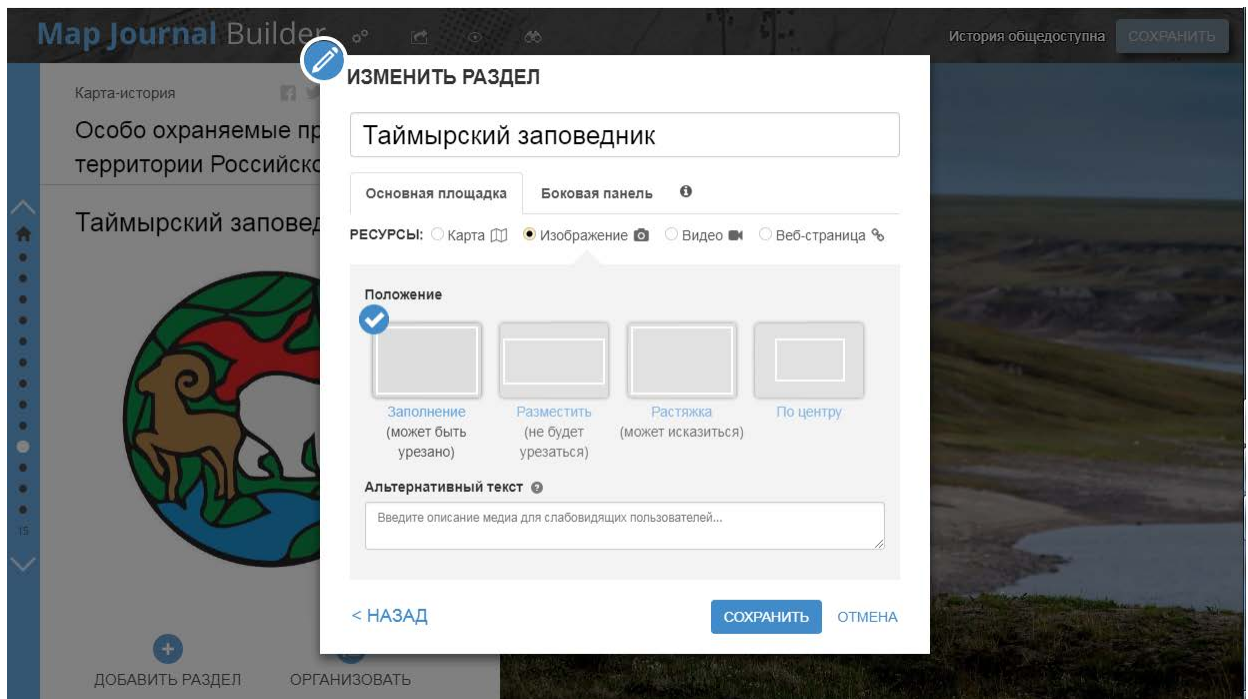 Map Journal Builder
История общедоступна СОХРАНИТЬ
ИЗМЕНИТЬ РАЗДЕЛ
Карта-история
Особо охраняемые пр
территории Российско
Таймырский заповед
15
ДОБАВИТЬ РАЗДЕЛ ОРГАНИЗОВАТЬ
Таймырский заповедник
Основная площадка Боковая панель
РЕСУРСЫ: Карта Изображение Видео Веб-страница
Положение
Заполнение Разместить Растяжка По центру
(может быть (не будет (может исказиться)
урезано) урезаться)
Альтернативный текст
Введите описание медиа для слабовидящих пользователей...
< НАЗАД СОХРАНИТЬ ОТМЕНА